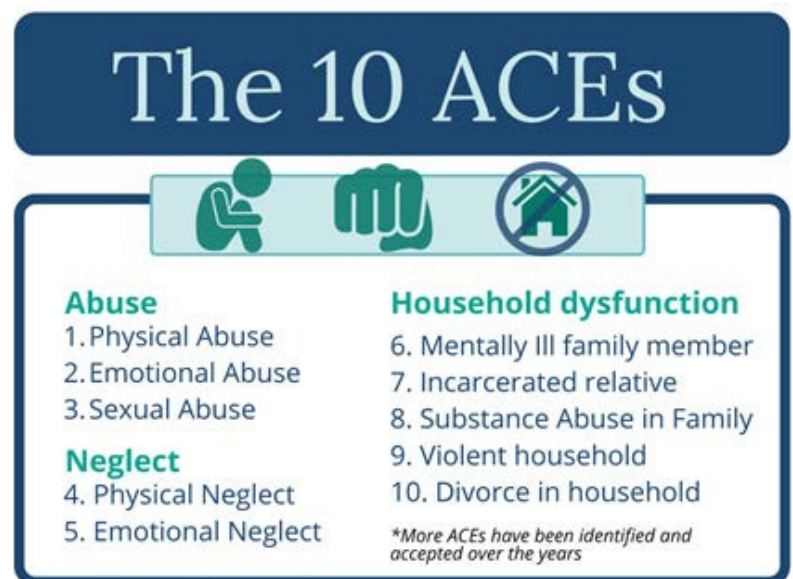 The 10 ACEs
Abuse
1.Physical Abuse
2.Emotional Abuse
3.Sexual Abuse
Neglect
4. Physical Neglect
5. Emotional Neglect
Household dysfunction
6. Mentally Ill family member
7. Incarcerated relative
8. Substance Abuse in Family
9. Violent household
10. Divorce in household
*More ACEs have been identified and
accepted over the years